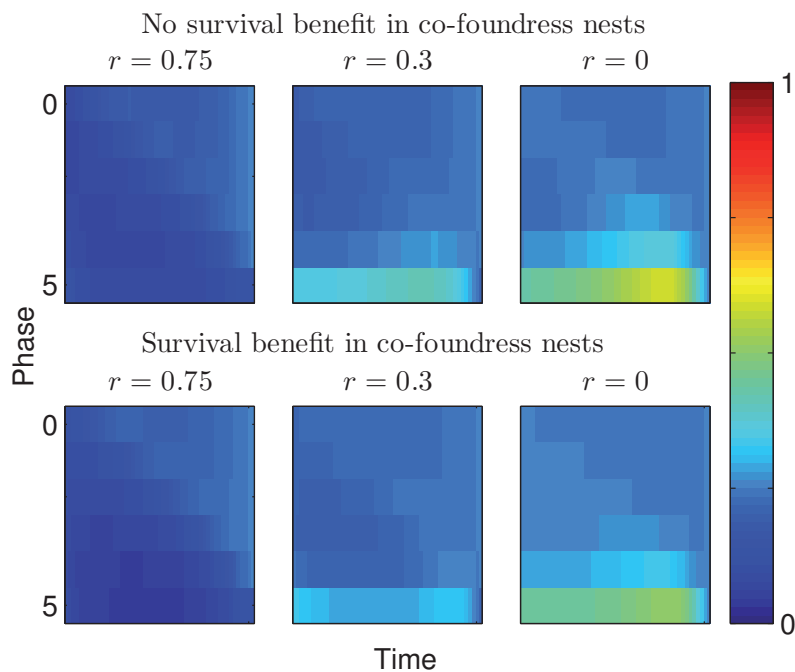 No survival benefit in co-foundress nests
r = 0.75 r = 0.3 r = 0
0
5
1
0
Phase
Survival benefit in co-foundress nests
r = 0.75 r = 0.3 r = 0
0
5
Time